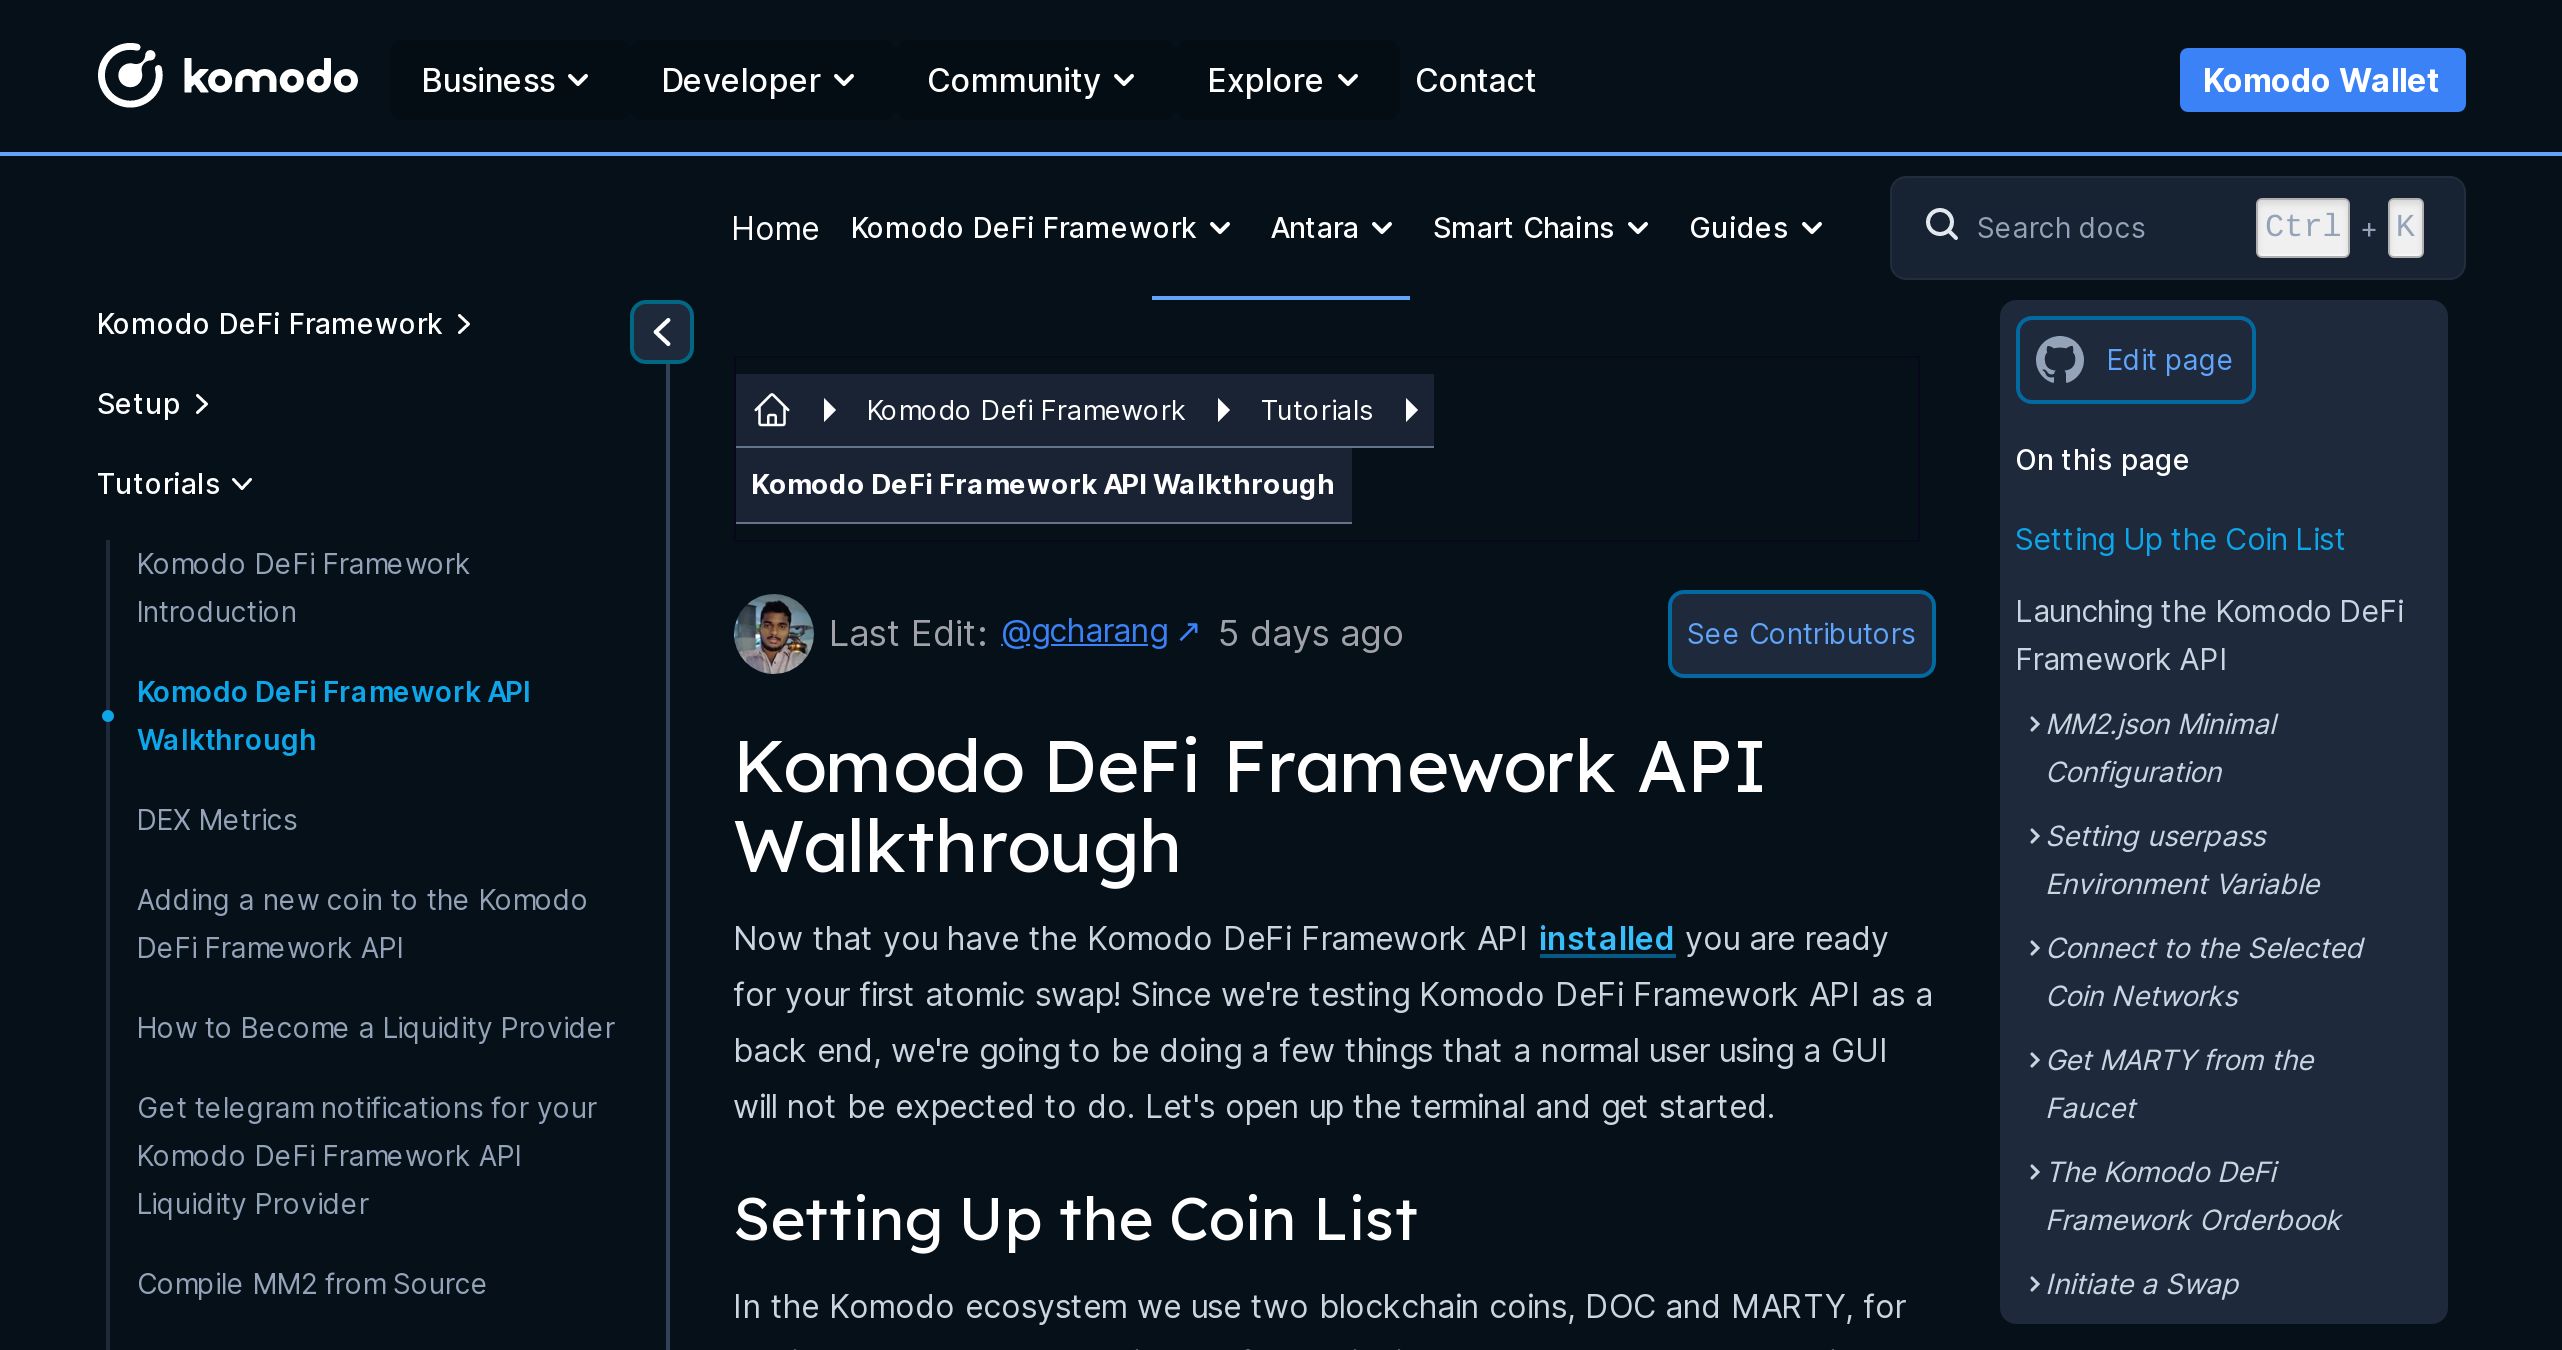 komodo Business Developer Community Explore Contact Komodo Wallet
Home Komodo DeFi Framework Antara Smart Chains Guides Search docs Ctrl + K
Komodo DeFi Framework
Setup
Tutorials
Komodo DeFi Framework
Introduction
Komodo DeFi Framework API
Walkthrough
DEX Metrics
Adding a new coin to the Komodo
DeFi Framework API
How to Become a Liquidity Provider
Get telegram notifications for your
Komodo DeFi Framework API
Liquidity Provider
Compile MM2 from Source
Komodo Defi Framework Tutorials
Komodo DeFi Framework API Walkthrough
Last Edit: @gcharang ↗ 5 days ago See Contributors
Komodo DeFi Framework API
Walkthrough
Now that you have the Komodo DeFi Framework API installed you are ready
for your first atomic swap! Since we're testing Komodo DeFi Framework API as a
back end, we're going to be doing a few things that a normal user using a GUI
will not be expected to do. Let's open up the terminal and get started.
Setting Up the Coin List
In the Komodo ecosystem we use two blockchain coins, DOC and MARTY, for
Edit page
On this page
Setting Up the Coin List
Launching the Komodo DeFi
Framework API
MM2.json Minimal
Configuration
Setting userpass
Environment Variable
Connect to the Selected
Coin Networks
Get MARTY from the
Faucet
The Komodo DeFi
Framework Orderbook
Initiate a Swap